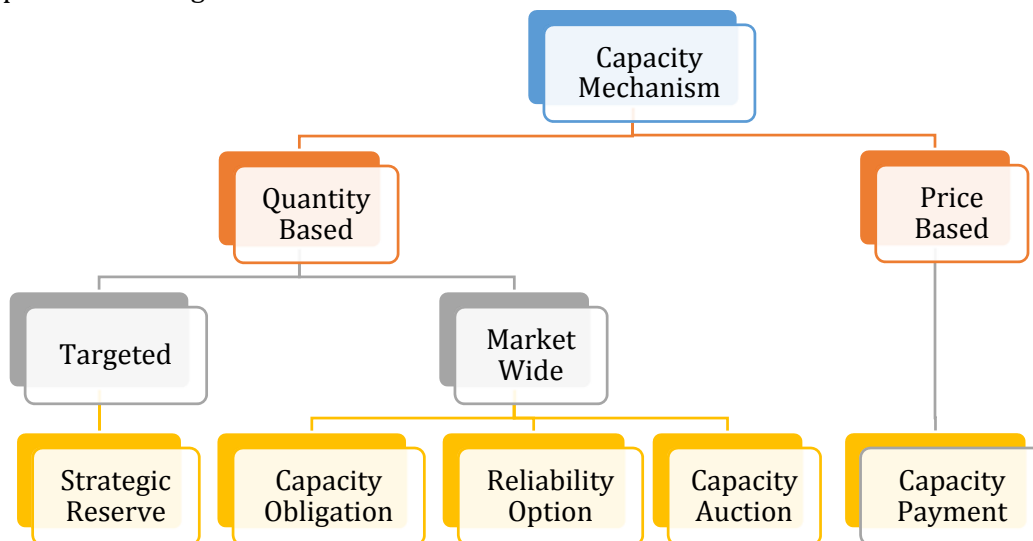 Capacity
Mechanism
Quantity
Based
Price
Based
Targeted
Market
Wide
Strategic
Reserve
Capacity
Obligation
Reliability
Option
Capacity
Auction
Capacity
Payment